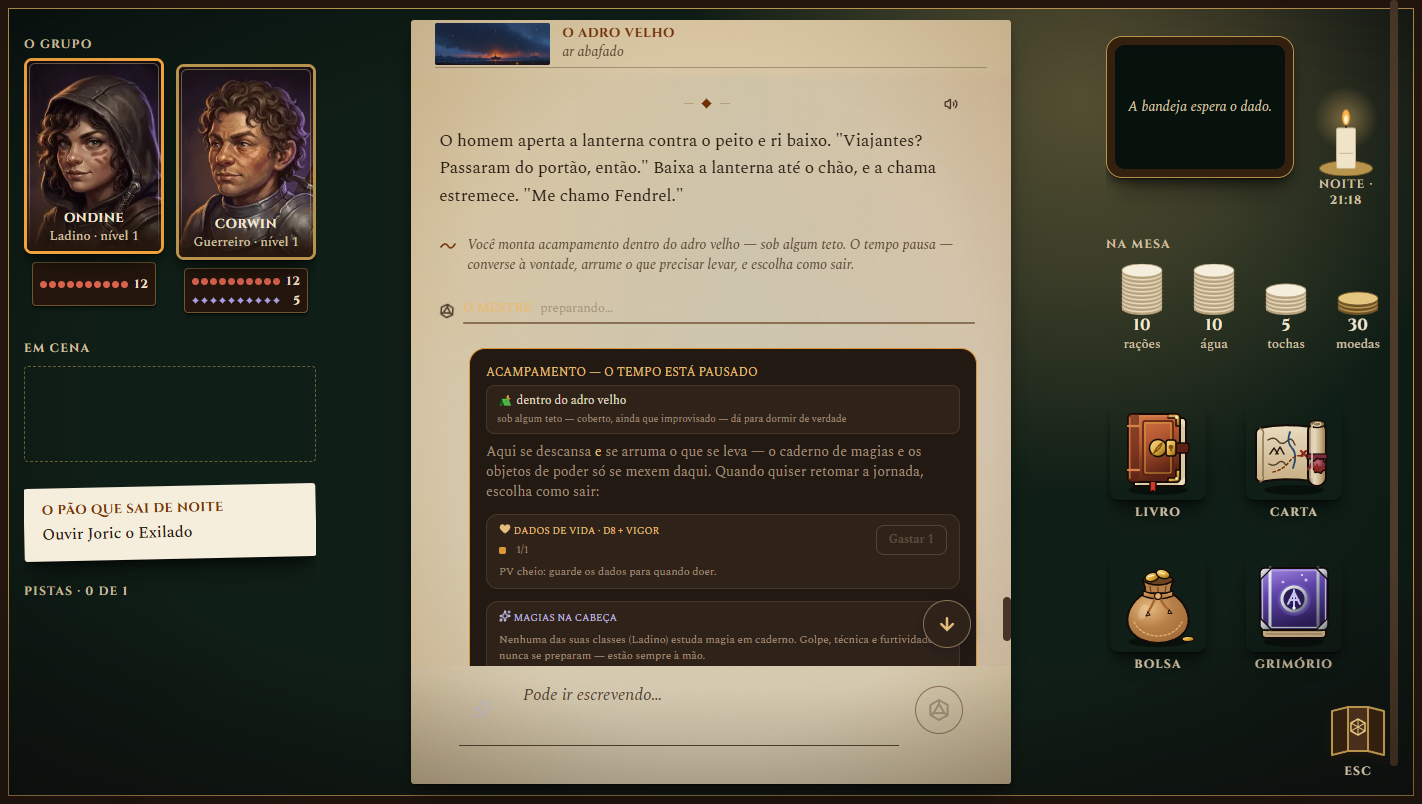 O GRUPO
ONDINE
Ladino · nível 1
12
CORWIN
Guerreiro · nível 1
12
5
EM CENA
O PÃO QUE SAI DE NOITE
Ouvir Joric o Exilado
PISTAS · 0 DE 1
O ADRO VELHO
ar abafado
O homem aperta a lanterna contra o peito e ri baixo. "Viajantes?
Passaram do portão, então." Baixa a lanterna até o chão, e a chama
estremece. "Me chamo Fendrel."
Você monta acampamento dentro do adro velho — sob algum teto. O tempo pausa —
converse à vontade, arrume o que precisar levar, e escolha como sair.
O MESTRE preparando...
ACAMPAMENTO — O TEMPO ESTÁ PAUSADO
dentro do adro velho
sob algum teto — coberto, ainda que improvisado — dá para dormir de verdade
Aqui se descansa e se arruma o que se leva — o caderno de magias e os
objetos de poder só se mexem daqui. Quando quiser retomar a jornada,
escolha como sair:
DADOS DE VIDA · D8 + VIGOR
1/1
Gastar 1
PV cheio: guarde os dados para quando doer.
MAGIAS NA CABEÇA
Nenhuma das suas classes (Ladino) estuda magia em caderno. Golpe, técnica e furtividade
nunca se preparam — estão sempre à mão.
Pode ir escrevendo...
A bandeja espera o dado.
NOITE ·
21:18
NA MESA
10
rações
10
água
5
tochas
30
moedas
LIVRO
CARTA
BOLSA
GRIMÓRIO
ESC